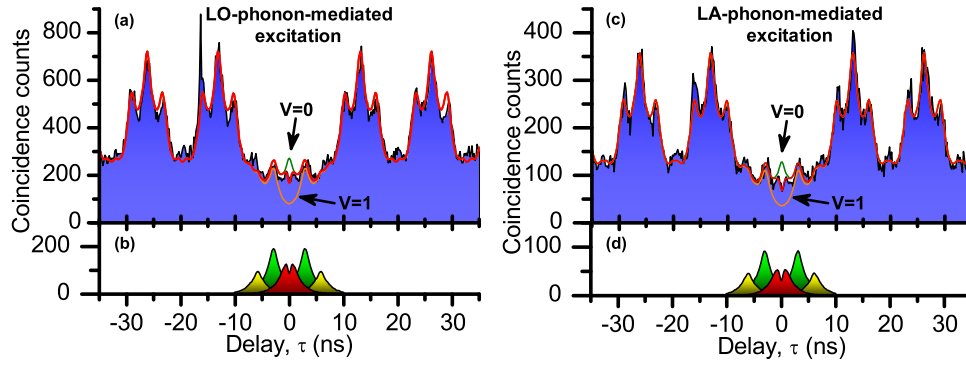 (a)
LO-phonon-mediated
excitation
Coincidence counts
800
600
400
200
0
V=0
V=1
(b)
200
0
-30 -20 -10 0 10 20 30
Delay, τ (ns)
(c)
LA-phonon-mediated
excitation
Coincidence counts
400
300
200
100
0
V=0
V=1
(d)
100
0
-30 -20 -10 0 10 20 30
Delay, τ (ns)